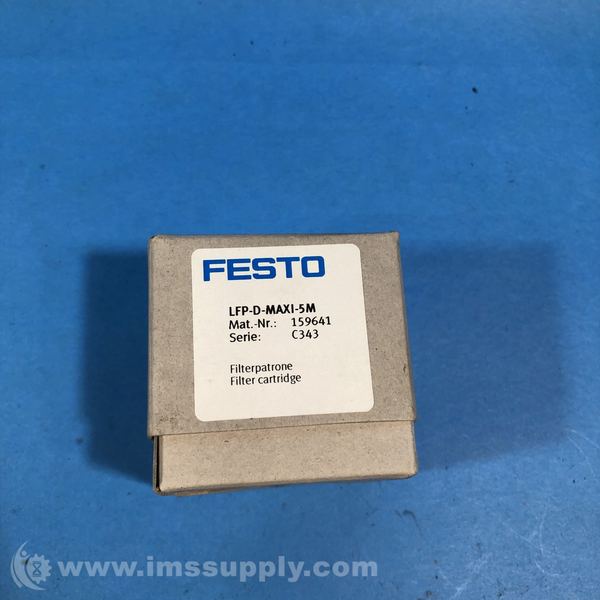 FESTO
LFP-D-MAXI-5M
Mat.-Nr.: 159641
Serie: C343
Filterpatrone
Filter cartridge
www.imssupply.com